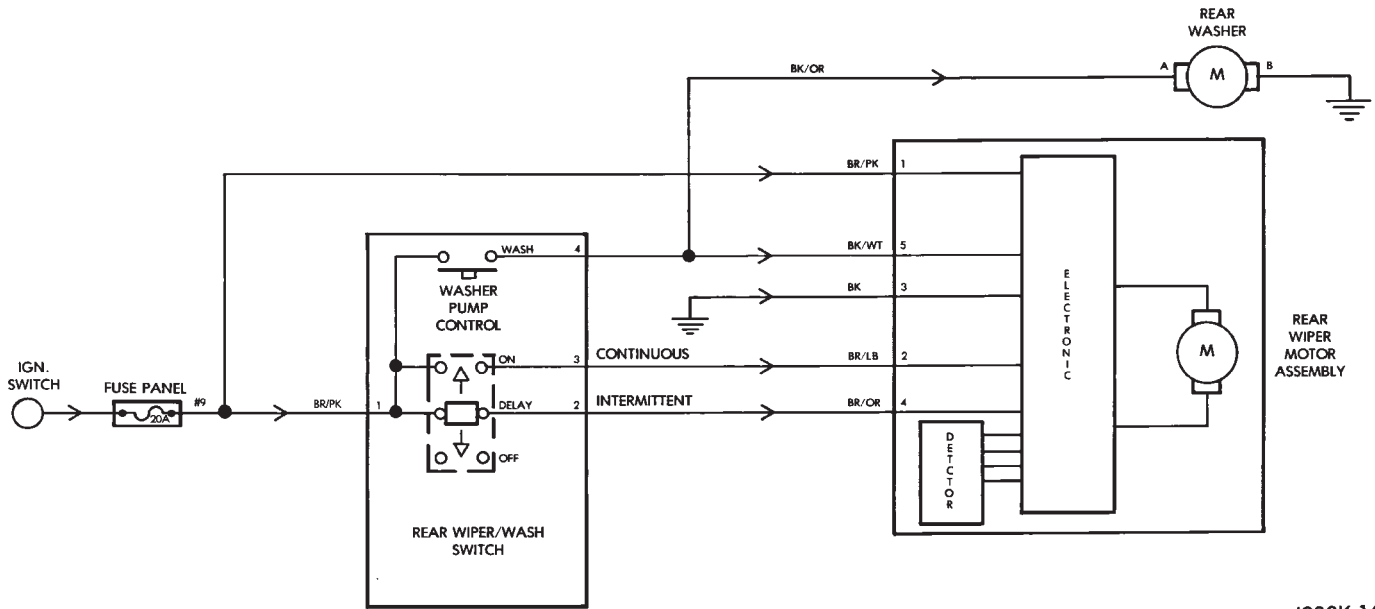 REAR
WASHER
BK/OR
A
M
B
BR/PK
1
WASH
4
BK/WT
5
WASHER
PUMP
CONTROL
BK
3
ELECTRONIC
REAR
WIPER
MOTOR
ASSEMBLY
M
IGN.
SWITCH
FUSE PANEL
20A
#9
BR/PK
1
ON
3
CONTINUOUS
BR/LB
2
DELAY
2
INTERMITTENT
BR/OR
4
OFF
DETCTOR
REAR WIPER/WASH
SWITCH